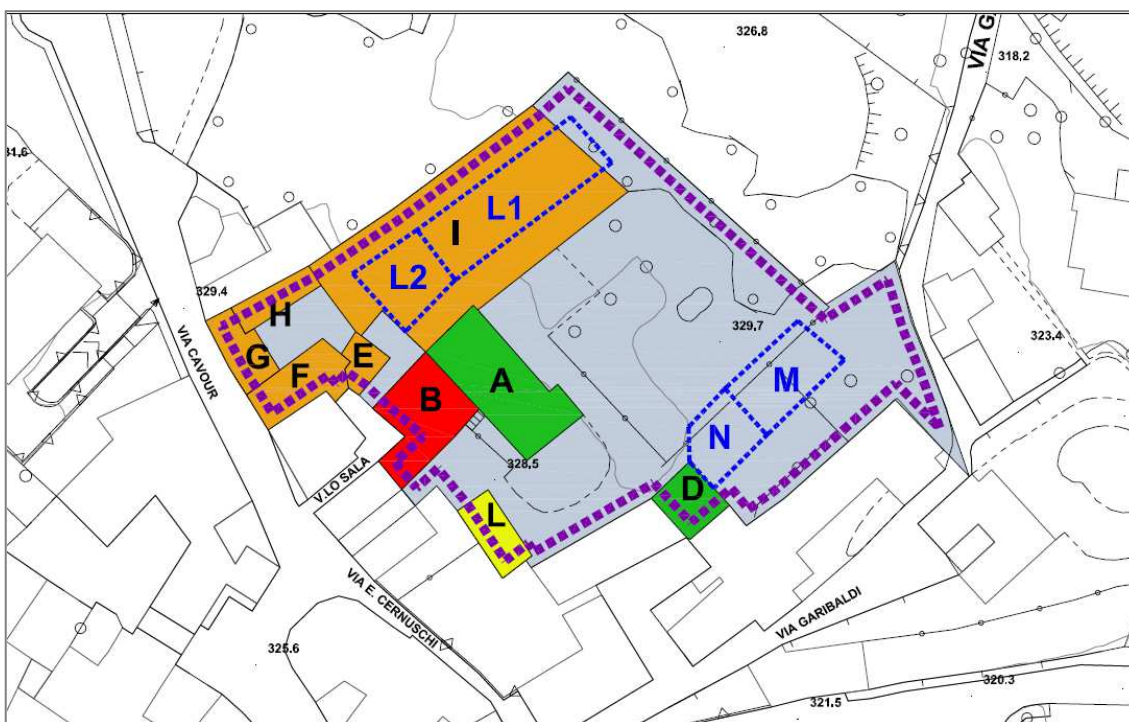 326.8
VIA G
318,2
31,6
L1
I
L2
329.4
H
329,7
323.4
VIA CAVOUR
G
E
F
A
M
B
N
328,5
V.LO SALA
D
L
VIA E. CERNUSCHI
VIA GARIBALDI
325.6
320.3
321.5